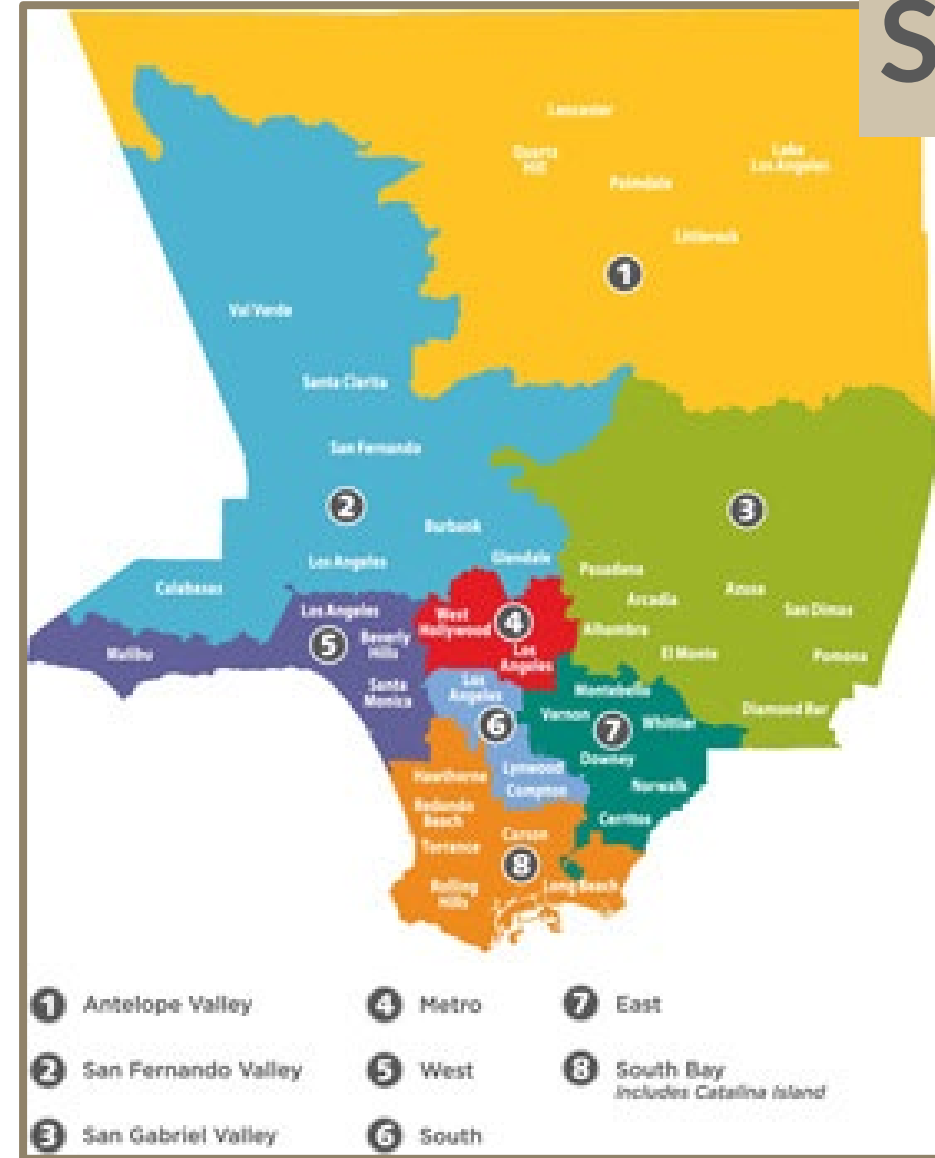 S
Lancaster
Quartz
Hill
Lake
Los Angeles
Palmdale
Littlerock
1
Val Verde
Santa Clarita
San Fernando
2
3
Burbank
Los Angeles
Glendale
Pasadena
Calabasas
Azusa
Arcadia
San Dimas
Los Angeles
West
Hollywood
4
Alhambra
5
Beverly
Hills
Malibu
Los
Angeles
El Monte
Pomona
Santa
Monica
Los
Angeles
Montebello
Diamond Bar
Vernon
Whittier
6
7
Downey
Hawthorne
Lynwood
Compton
Norwalk
Redondo
Beach
Cerritos
Carson
Torrance
8
Rolling
Hills
Long Beach
1 Antelope Valley
2 San Fernando Valley
3 San Gabriel Valley
4 Metro
5 West
6 South
7 East
8 South Bay
Includes Catalina Island